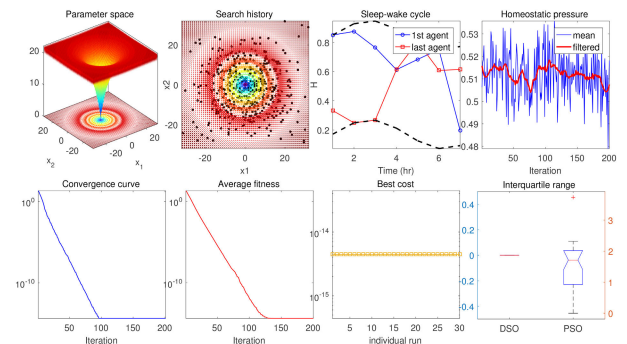 Parameter space
20
10
0
20
0
-20
x2
-20
0
20
x1
Search history
20
10
0
-10
-20
x2
-20
0
20
x1
Sleep-wake cycle
0.8
0.6
0.4
0.2
H
1st agent
last agent
2
4
6
Time (hr)
Homeostatic pressure
0.54
0.53
0.52
0.51
0.5
0.49
0.48
mean
filtered
50
100
150
200
Iteration
Convergence curve
10^0
10^-10
50
100
150
200
Iteration
Average fitness
10^0
10^-10
50
100
150
200
Iteration
Best cost
10^-14
10^-15
5
10
15
20
25
30
individual run
Interquartile range
0.4
0.2
0
0.2
0.4
3
2
1
0
DSO
PSO